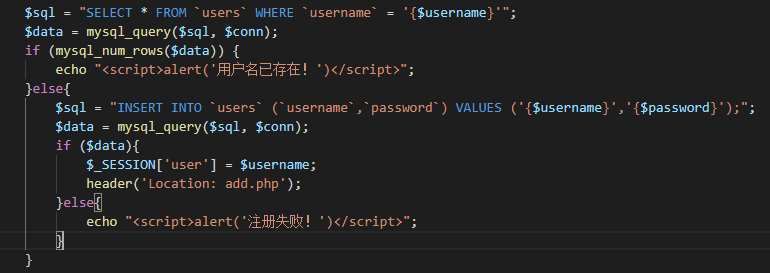 $sql = "SELECT * FROM `users` WHERE `username` = '{$username}'";
$data = mysql_query($sql, $conn);
if (mysql_num_rows($data)) {
    echo "<script>alert('用户名已存在！')</script>";
}else{
    $sql = "INSERT INTO `users` (`username`,`password`) VALUES ('{$username}','{$password}');";
    $data = mysql_query($sql, $conn);
    if ($data){
        $_SESSION['user'] = $username;
        header('Location: add.php');
    }else{
        echo "<script>alert('注册失败！')</script>";
    }
}